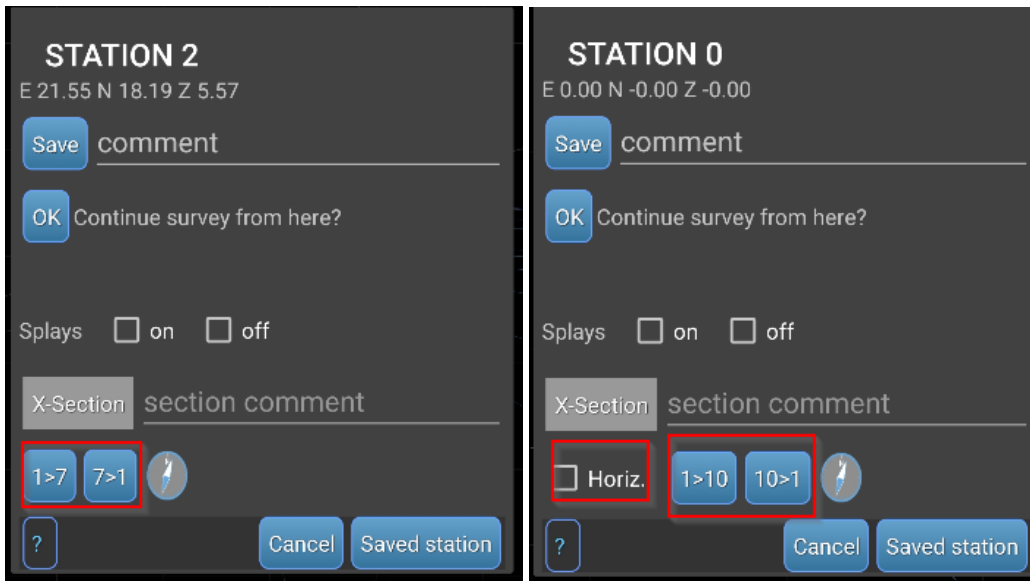 STATION 2
E 21.55 N 18.19 Z 5.57
Save comment
OK Continue survey from here?
Splays on off
X-Section section comment
1>7 7>1
? Cancel Saved station
STATION 0
E 0.00 N -0.00 Z -0.00
Save comment
OK Continue survey from here?
Splays on off
X-Section section comment
Horiz. 1>10 10>1
? Cancel Saved station